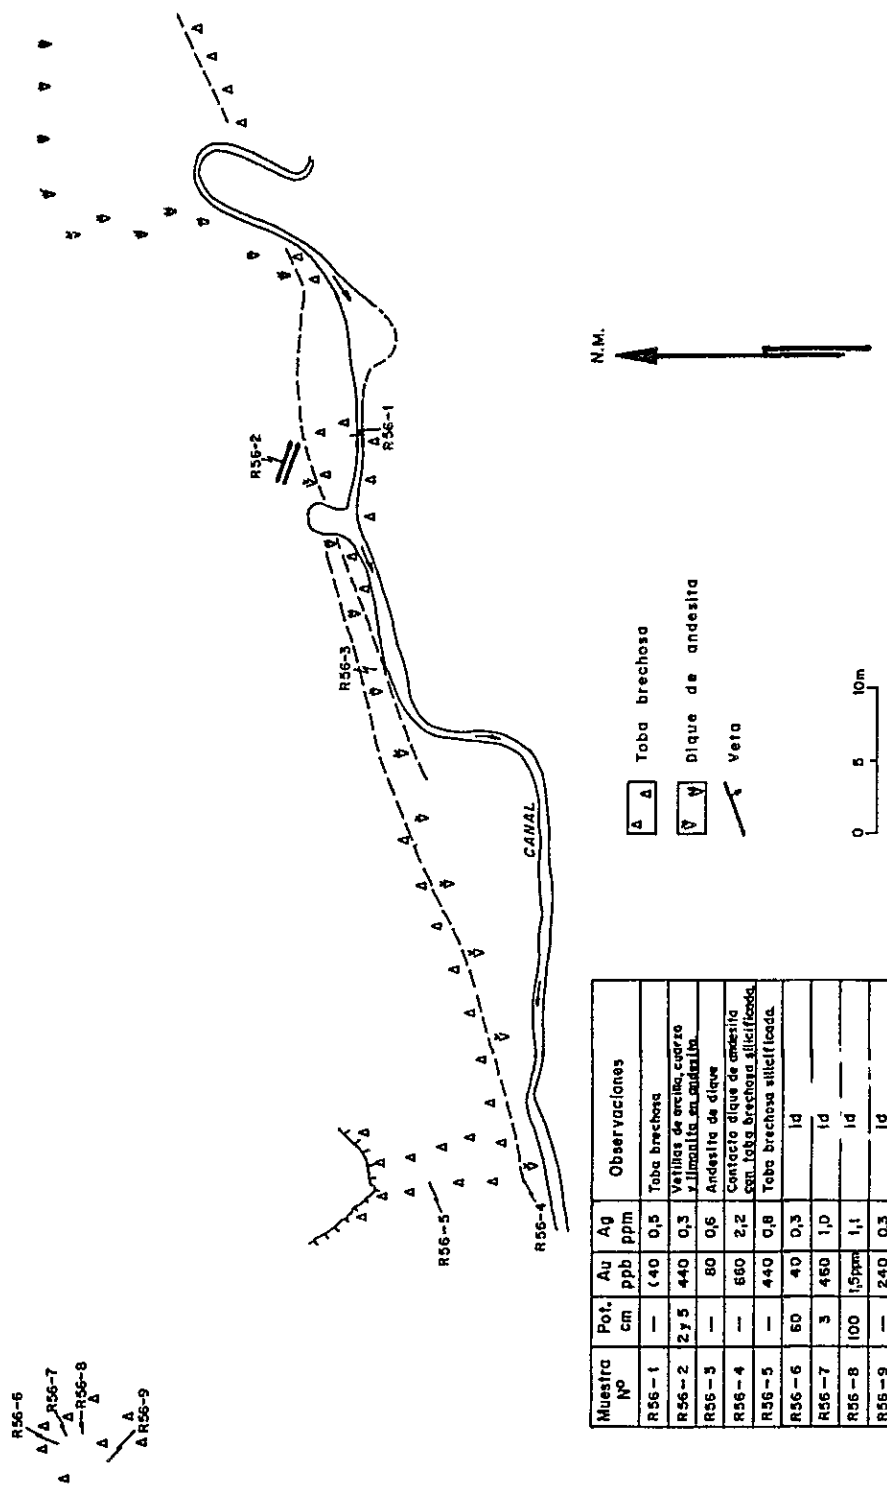 R56-6
R56-7
R56-8
R56-9
R56-5
R56-4
R56-3
R56-2
R56-1
CANAL
N.M.
Toba brechosa
Dique de andesita
Veta
0 5 10m
Muestra Nº Pot. cm Au ppb Ag ppm Observaciones
R56-1 — <40 0,5 Toba brechosa
R56-2 2 y 5 440 0,3 Vetillas de arcilla, cuarzo y limonita en andesita
R56-3 — 80 0,6 Andesita de dique
R56-4 — 660 2,2 Contacto dique de andesita con toba brechosa silicificada
R56-5 — 440 0,8 Toba brechosa silicificada
R56-6 60 40 0,3 id
R56-7 3 460 1,0 id
R56-8 100 1,5ppm 1,1 id
R56-9 — 240 0,3 id